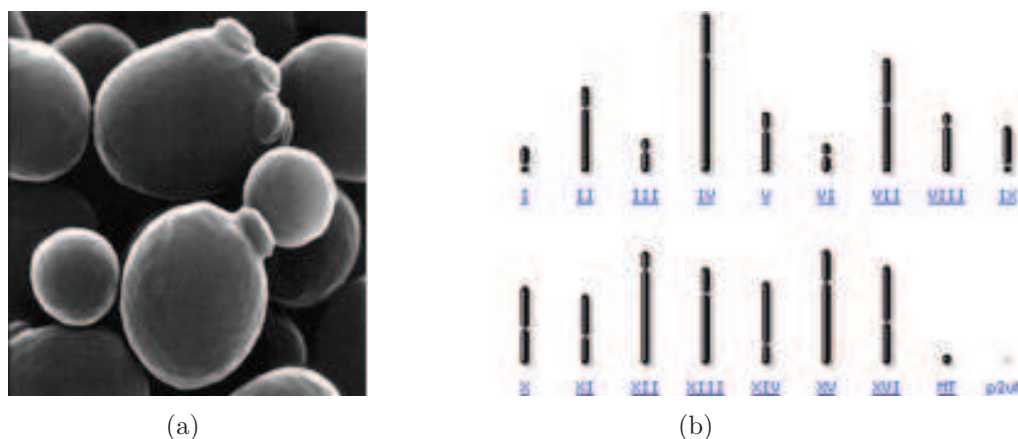 I II III IV V VI VII VIII IX
X XI XII XIII XIV XV XVI MT
(a) (b)